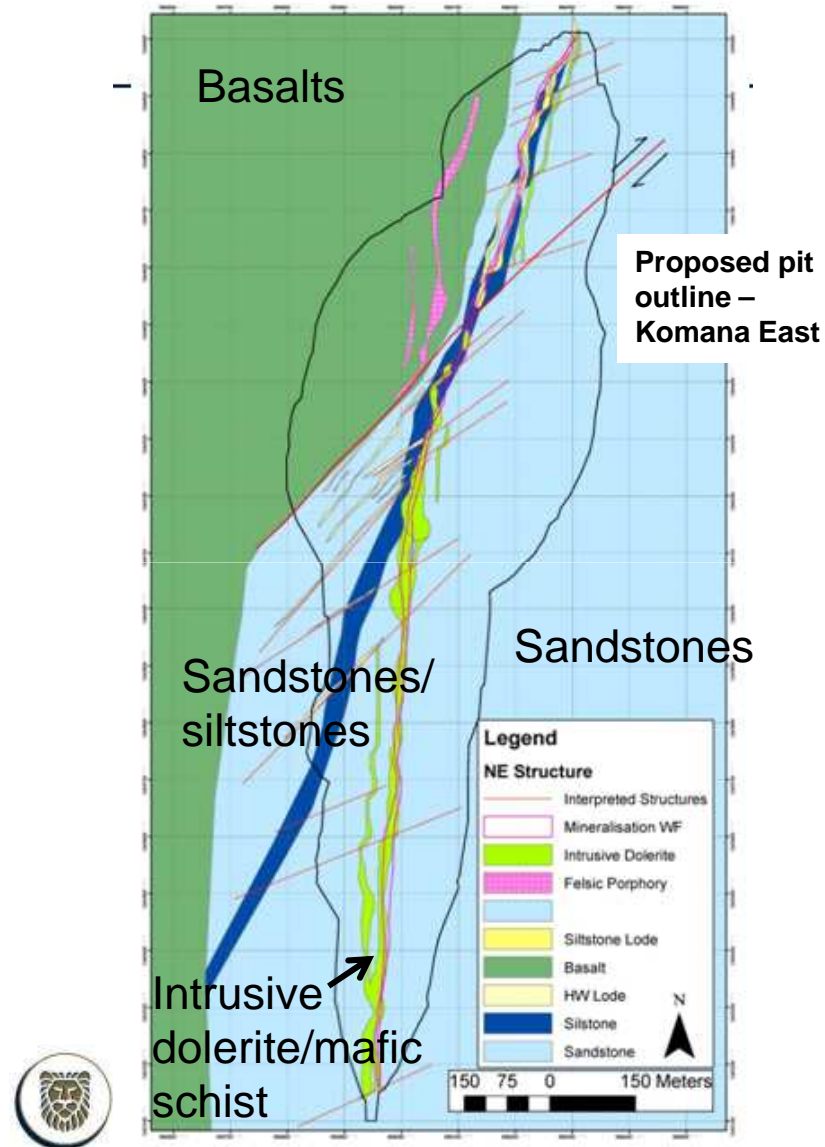 Basalts
Proposed pit
outline –
Komana East
Sandstones
Sandstones/
siltstones
Intrusive
dolerite/mafic
schist
Legend
NE Structure
Interpreted Structures
Mineralisation WF
Intrusive Dolerite
Felsic Porphory
Siltstone Lode
Basalt
HW Lode
Silstone
Sandstone
N
150 75 0 150 Meters